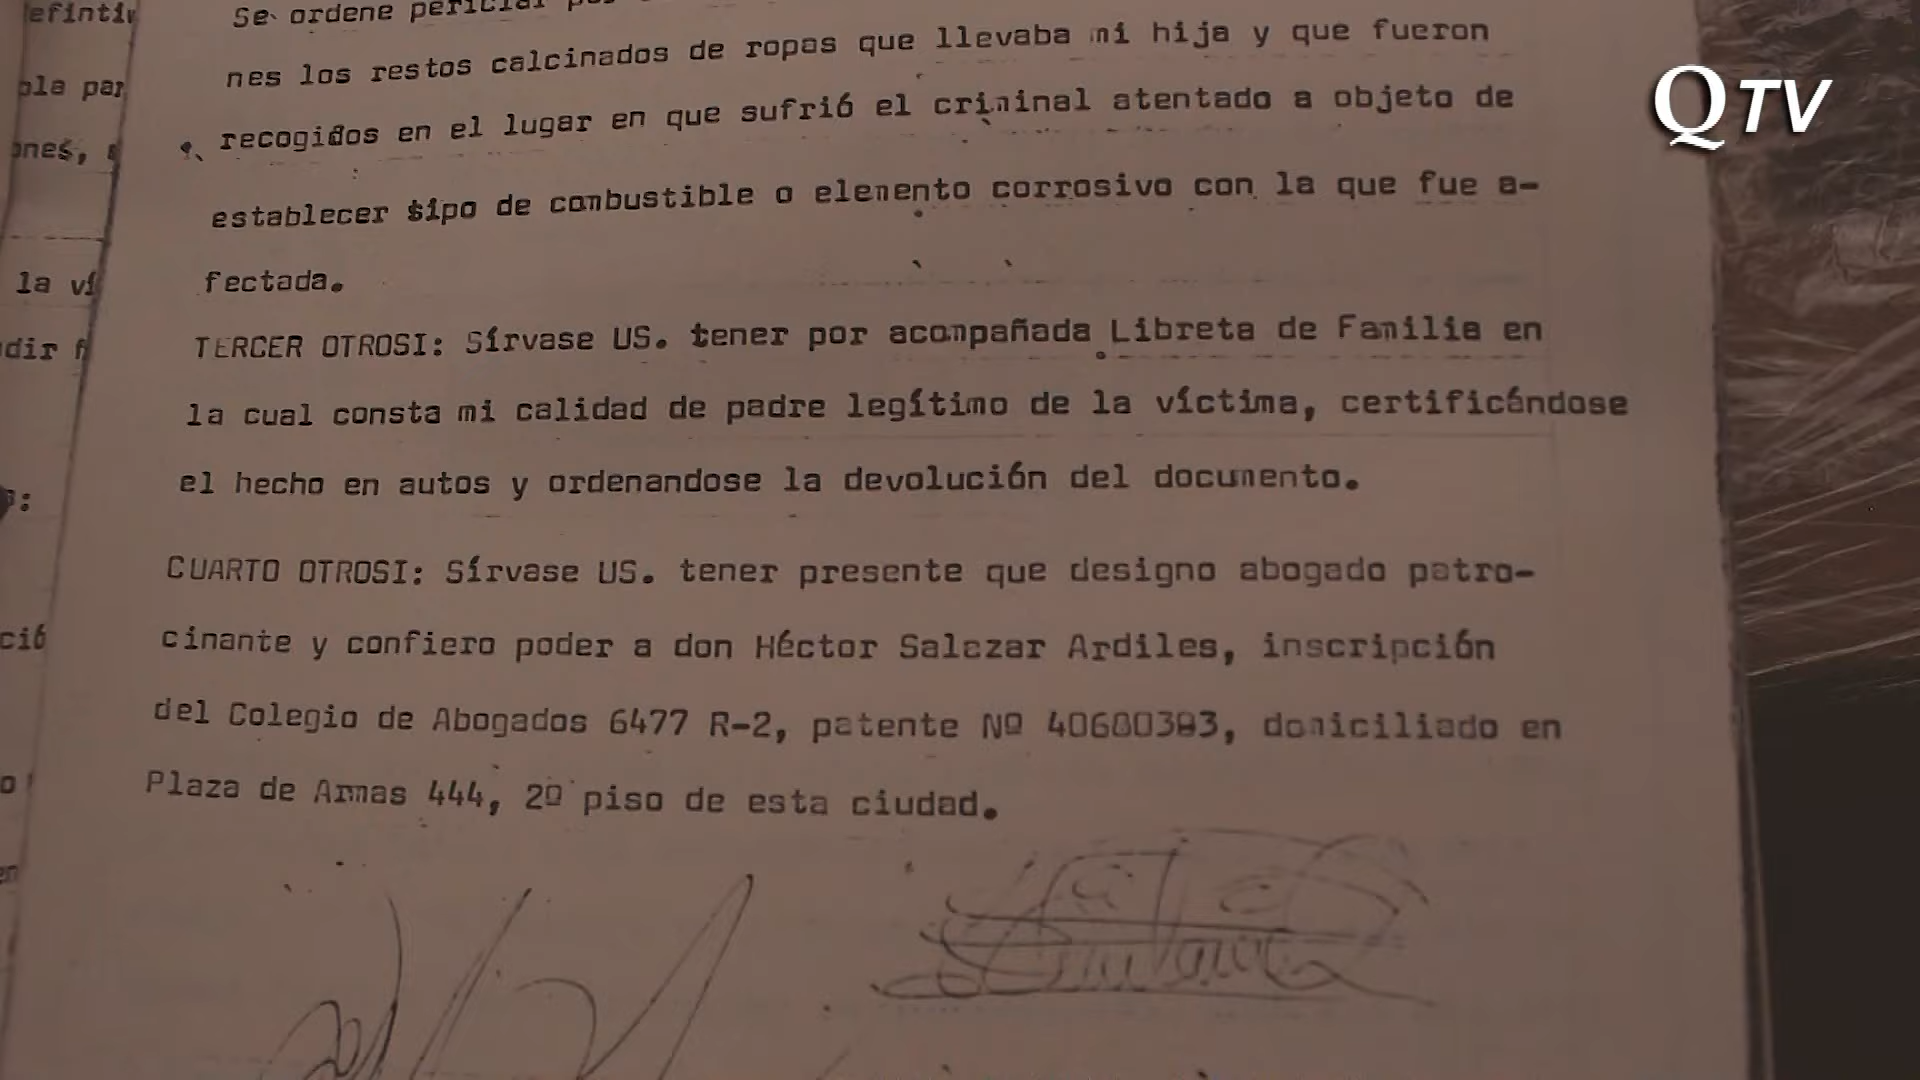 Se ordene pericial
nes los restos calcinados de ropas que llevaba mi hija y que fueron
recogidos en el lugar en que sufrió el criminal atentado a objeto de
establecer tipo de combustible o elemento corrosivo con la que fue a-
fectada.
TERCER OTROSI: Sírvase US. tener por acompañada Libreta de Familia en
la cual consta mi calidad de padre legítimo de la víctima, certificándose
el hecho en autos y ordenandose la devolución del documento.
CUARTO OTROSI: Sírvase US. tener presente que designo abogado patro-
cinante y confiero poder a don Héctor Salazar Ardiles, inscripción
del Colegio de Abogados 6477 R-2, patente Nº domiciliado en
Plaza de Armas 444, 2º piso de esta ciudad.
la
ció
QTV